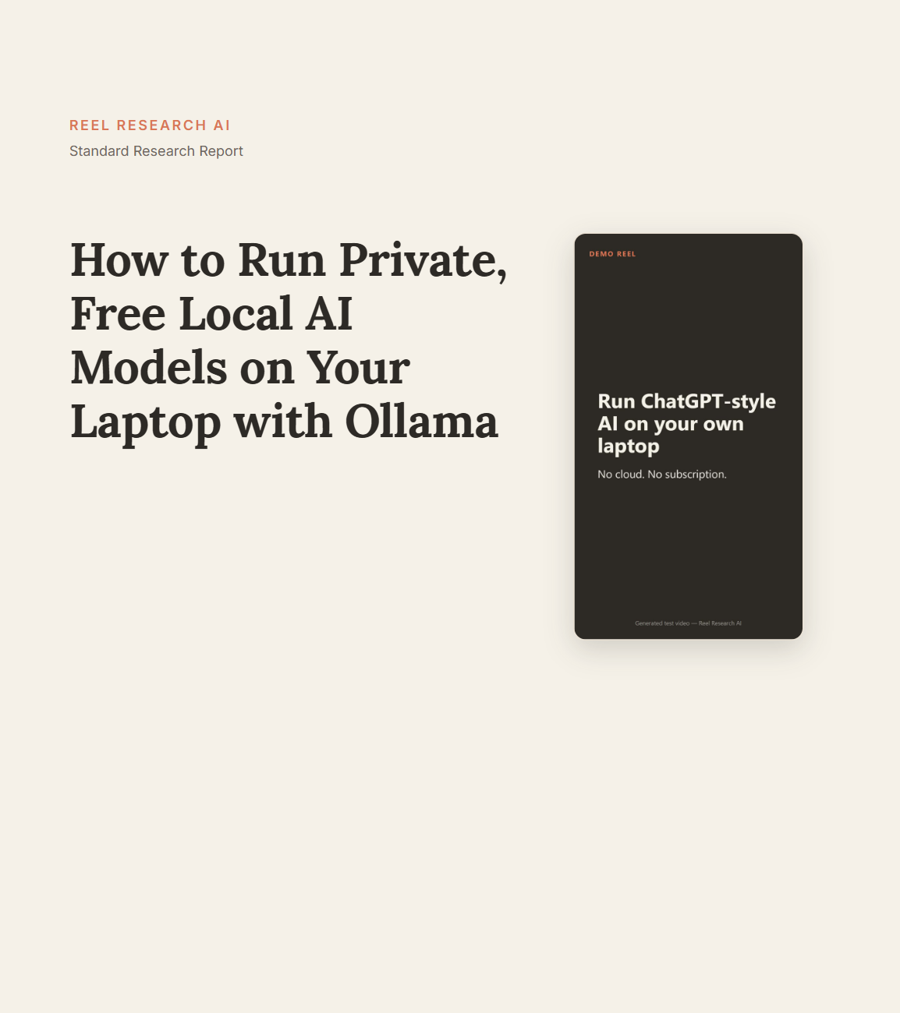 REEL RESEARCH AI
Standard Research Report
How to Run Private,
Free Local AI
Models on Your
Laptop with Ollama
DEMO REEL
Run ChatGPT-style
AI on your own
laptop
No cloud. No subscription.
Generated test video — Reel Research AI